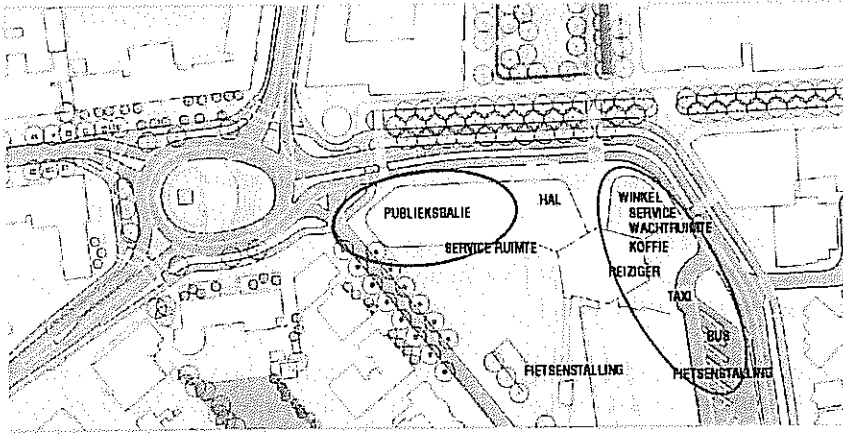 PUBLIEKSBALIE
HAL
SERVICE RUIMTE
WINKEL
SERVICE
WACHTRUIMTE
KOFFIE
REIZIGER
TAXI
BUS
FIETSENSTALLING
FIETSENSTALLING